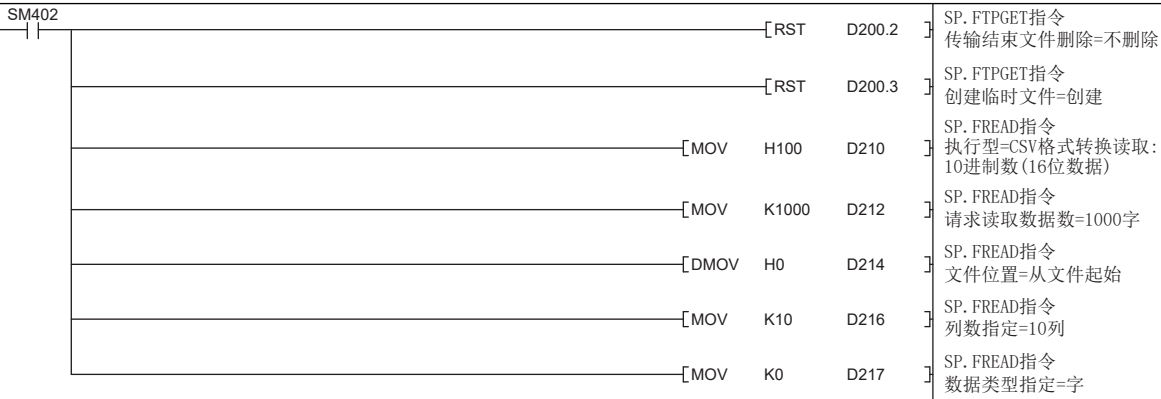 SM402
RST D200.2
SP.FTPGET指令
传输结束文件删除=不删除
RST D200.3
SP.FTPGET指令
创建临时文件=创建
MOV H100 D210
SP.FREAD指令
执行型=CSV格式转换读取:
10进制数(16位数据)
MOV K1000 D212
SP.FREAD指令
请求读取数据数=1000字
DMOV H0 D214
SP.FREAD指令
文件位置=从文件起始
MOV K10 D216
SP.FREAD指令
列数指定=10列
MOV K0 D217
SP.FREAD指令
数据类型指定=字